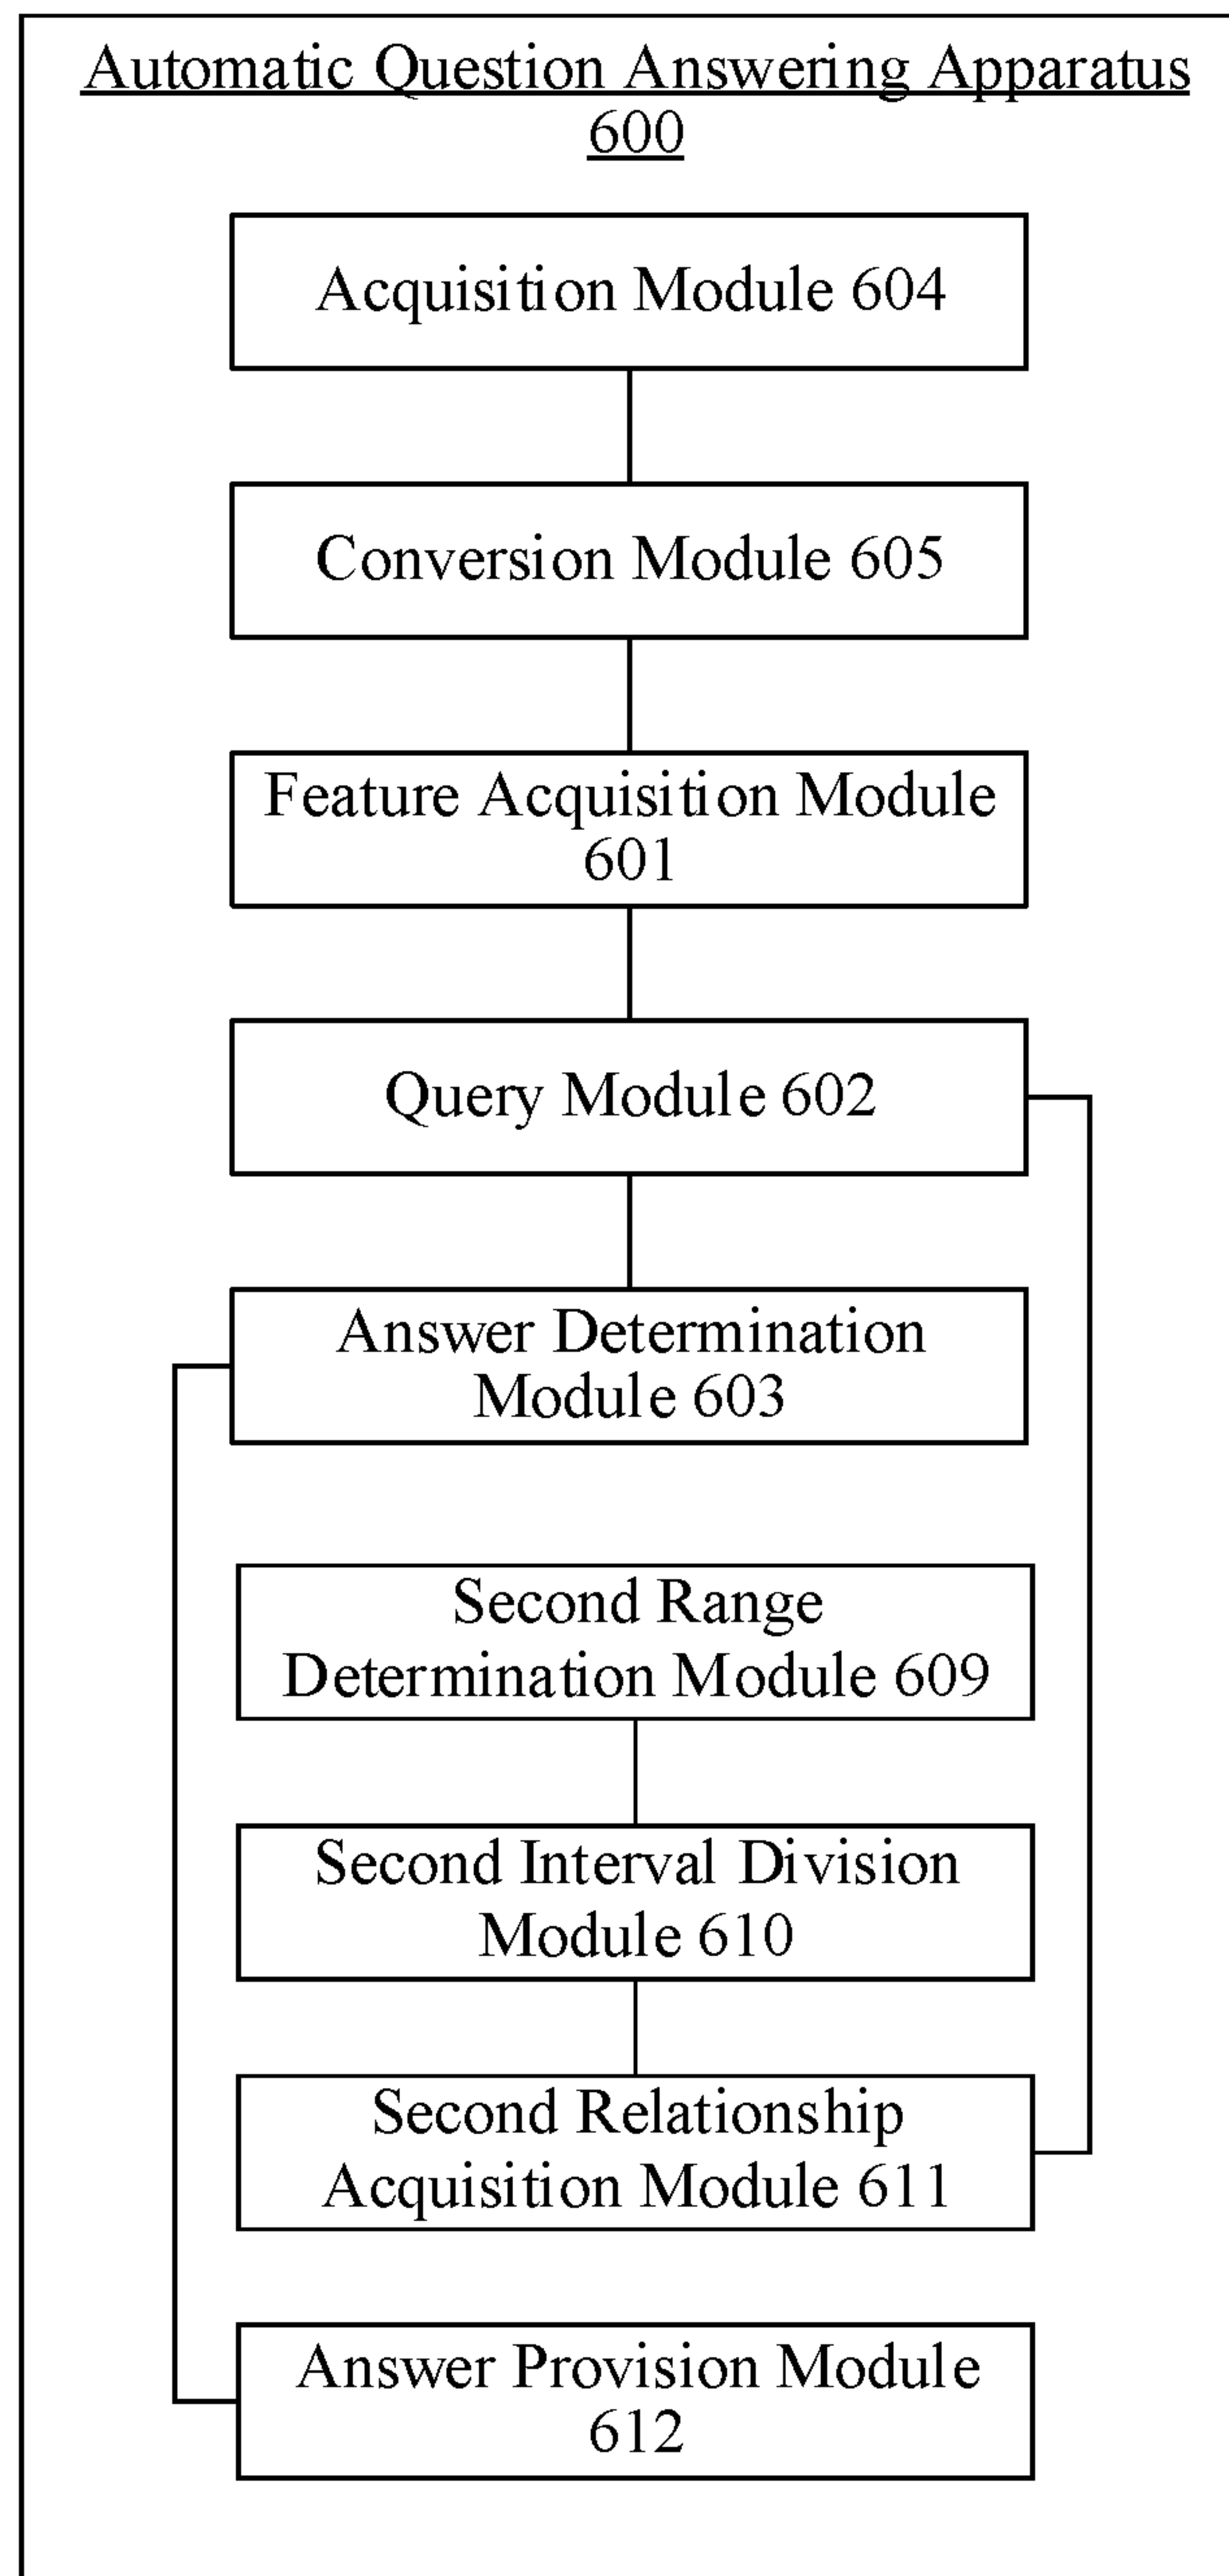 Automatic Question Answering Apparatus
600
Acquisition Module 604
Conversion Module 605
Feature Acquisition Module
601
Query Module 602
Answer Determination
Module 603
Second Range
Determination Module 609
Second Interval Division
Module 610
Second Relationship
Acquisition Module 611
Answer Provision Module
612